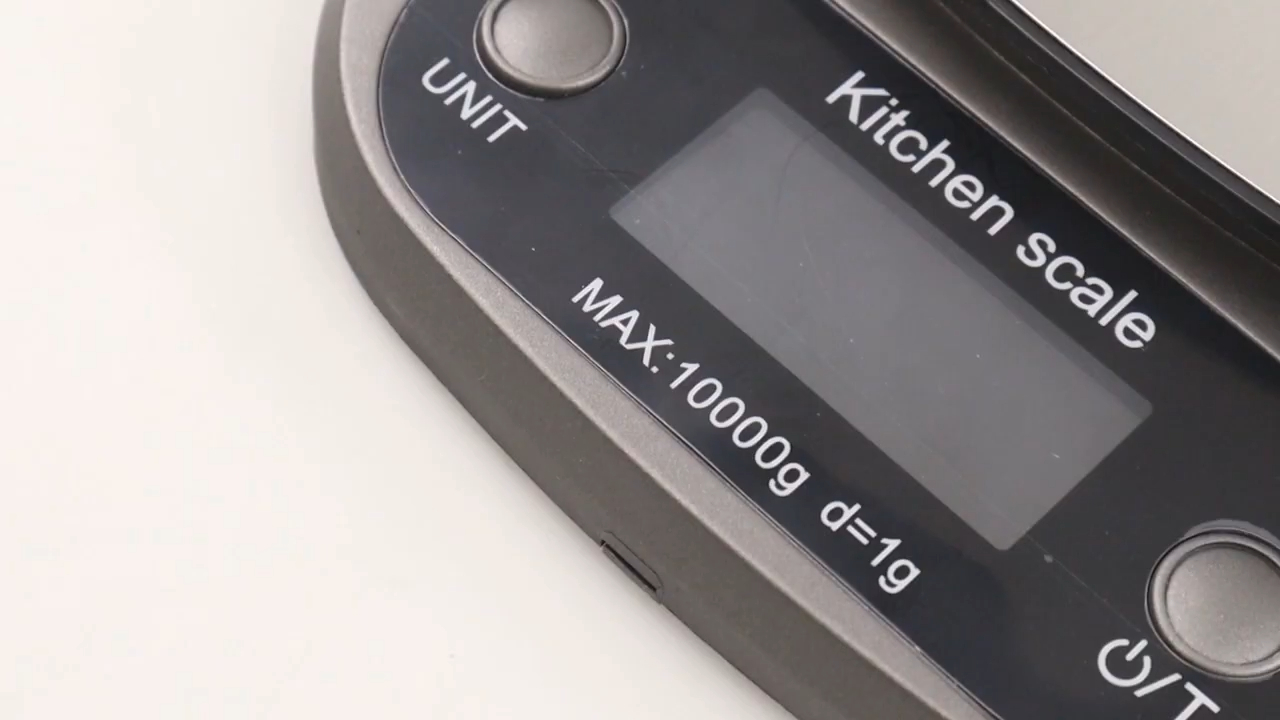 UNIT
Kitchen scale
MAX:10000g d=1g
⏻/T